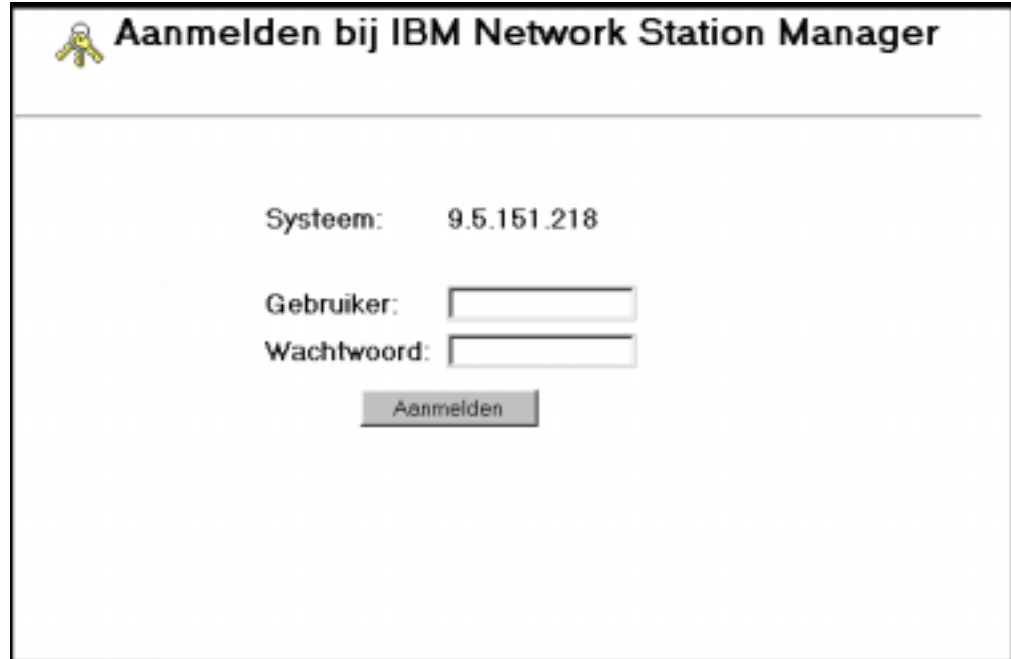 Aanmelden bij IBM Network Station Manager
Systeem: 9.5.151.218
Gebruiker:
Wachtwoord:
Aanmelden